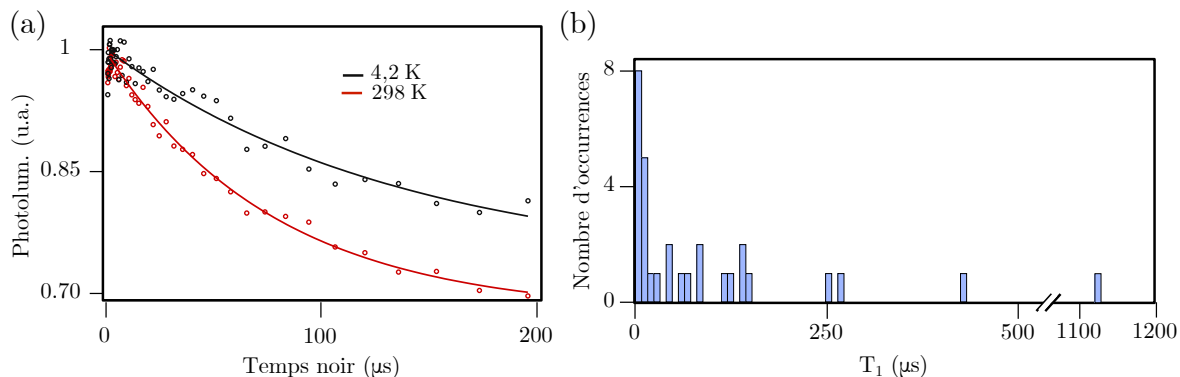 (a)
1
0.85
0.70
Photolum. (u.a.)
4,2 K
298 K
0
100
200
Temps noir (µs)
(b)
8
4
0
Nombre d'occurrences
0
250
500
1100
1200
T₁ (µs)